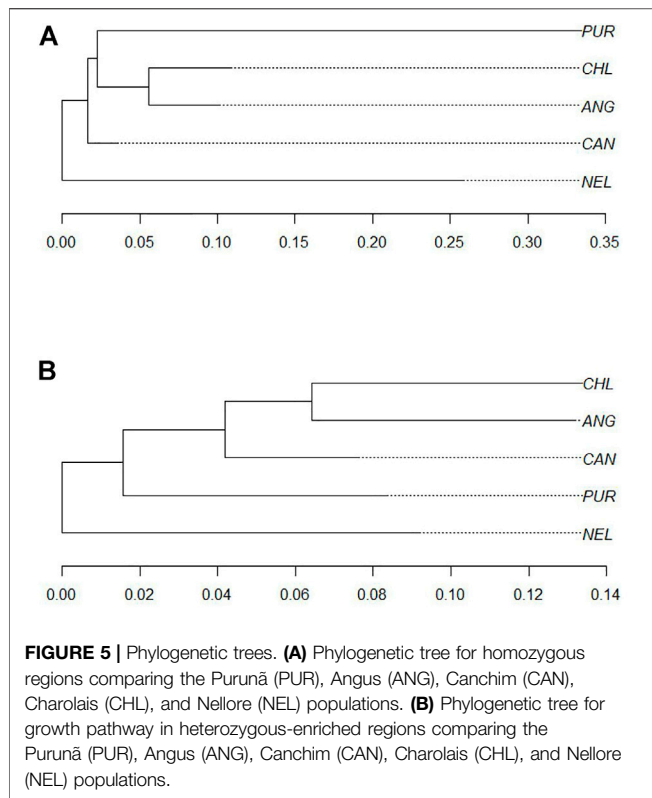 A
PUR
CHL
ANG
CAN
NEL
0.00 0.05 0.10 0.15 0.20 0.25 0.30 0.35
B
CHL
ANG
CAN
PUR
NEL
0.00 0.02 0.04 0.06 0.08 0.10 0.12 0.14
FIGURE 5 | Phylogenetic trees. (A) Phylogenetic tree for homozygous
regions comparing the Purunã (PUR), Angus (ANG), Canchim (CAN),
Charolais (CHL), and Nellore (NEL) populations. (B) Phylogenetic tree for
growth pathway in heterozygous-enriched regions comparing the
Purunã (PUR), Angus (ANG), Canchim (CAN), Charolais (CHL), and Nellore
(NEL) populations.